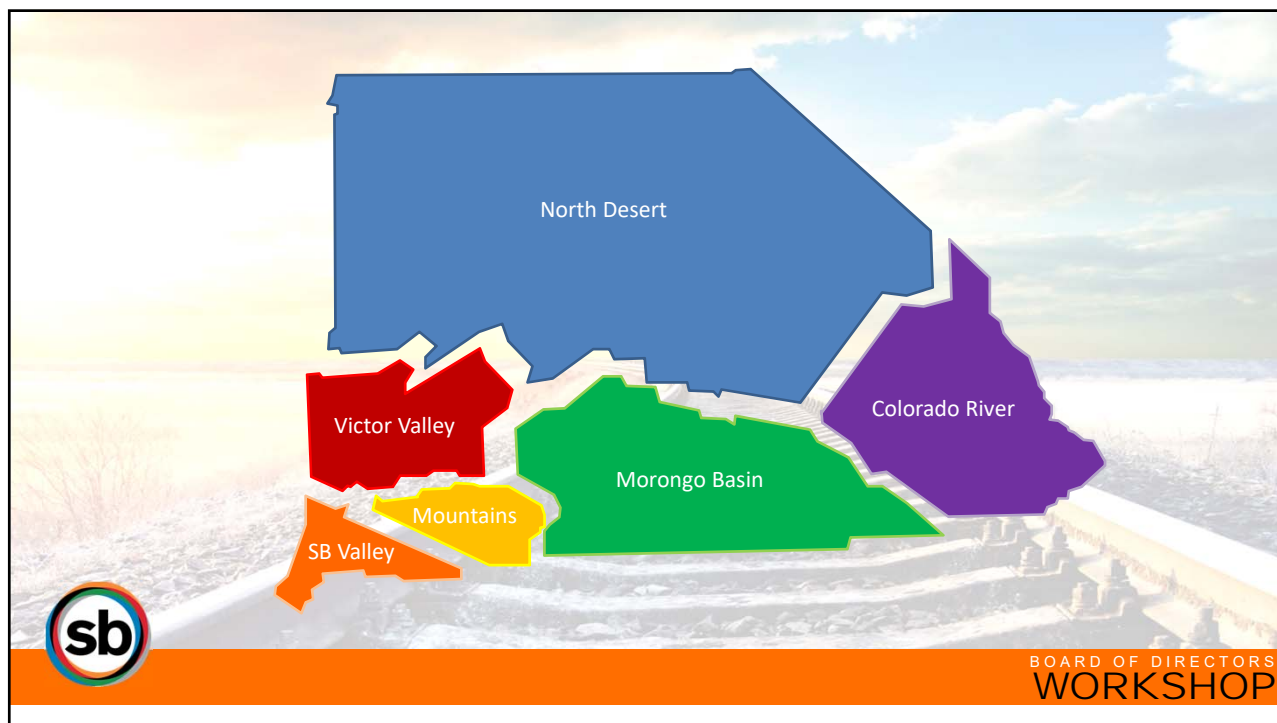 North Desert
Colorado River
Victor Valley
Morongo Basin
Mountains
SB Valley
sb
BOARD OF DIRECTORS
WORKSHOP